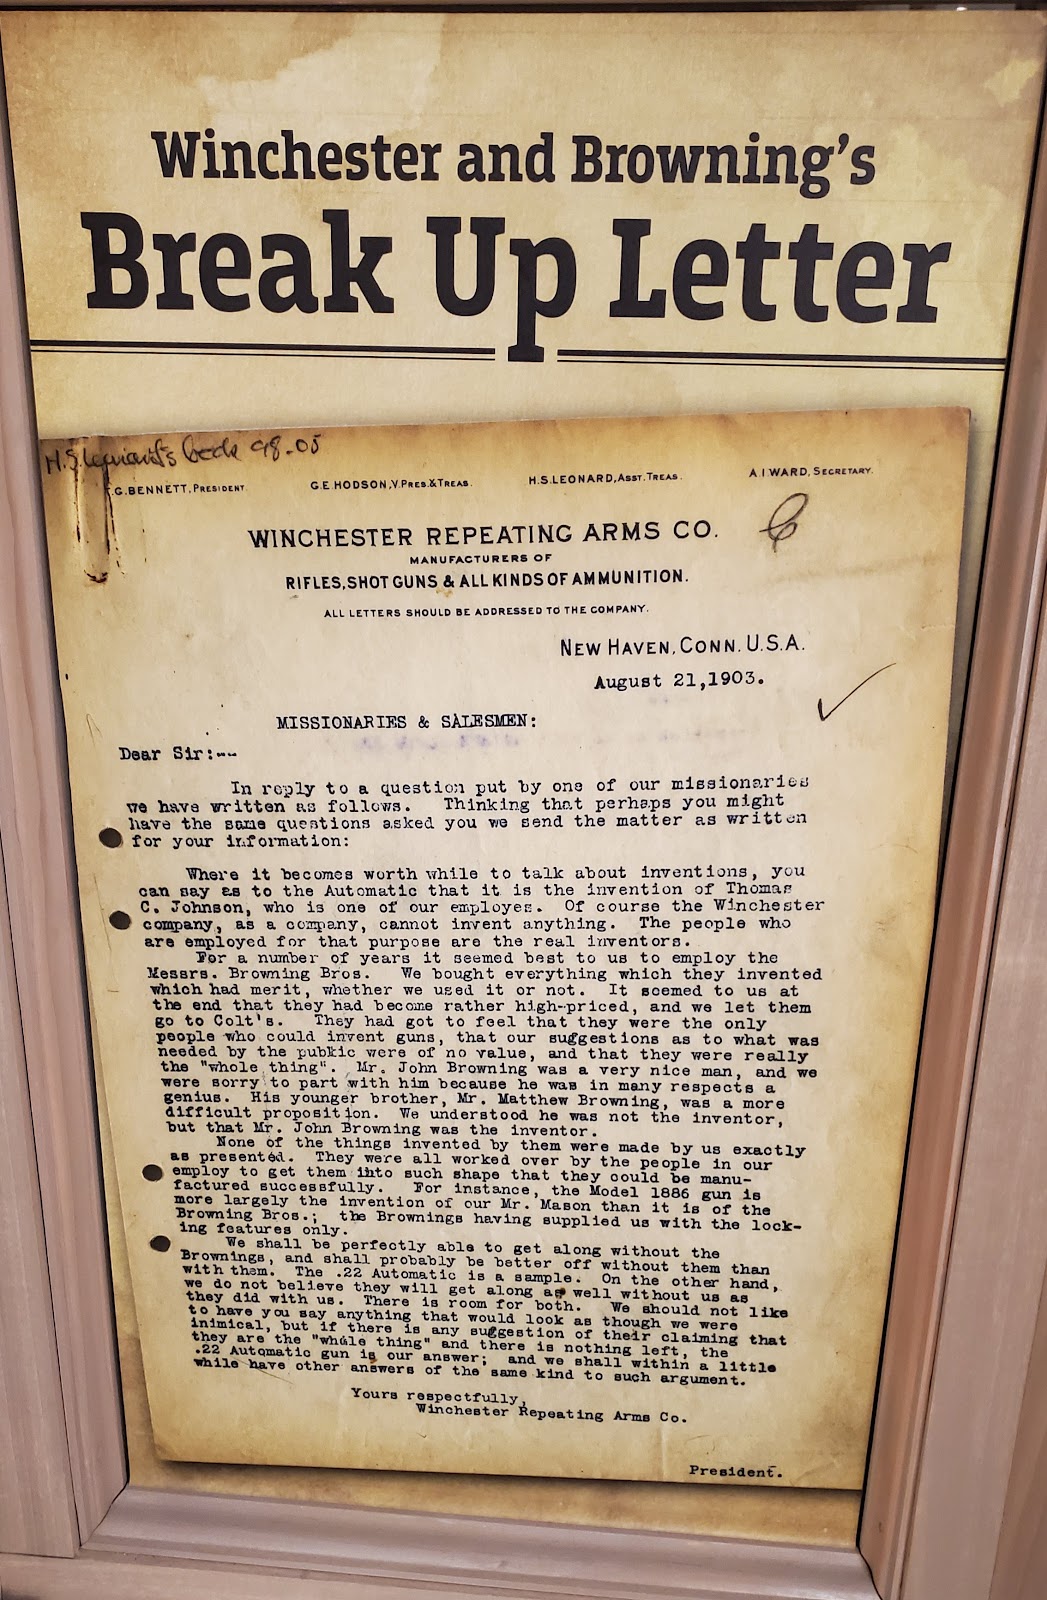 Winchester and Browning's
Break Up Letter
H.S. Leonard's beck 98-05
T.G. BENNETT, PRESIDENT. G.E. HODSON, V. PRES. & TREAS. H.S. LEONARD, ASST. TREAS. A I WARD, SECRETARY.
WINCHESTER REPEATING ARMS CO.
MANUFACTURERS OF
RIFLES, SHOT GUNS & ALL KINDS OF AMMUNITION.
ALL LETTERS SHOULD BE ADDRESSED TO THE COMPANY.
NEW HAVEN, CONN. U.S.A.
August 21,1903.
MISSIONARIES & SALESMEN:
Dear Sir:--
In reply to a question put by one of our missionaries
we have written as follows. Thinking that perhaps you might
have the same questions asked you we send the matter as written
for your information:
Where it becomes worth while to talk about inventions, you
can say as to the Automatic that it is the invention of Thomas
C. Johnson, who is one of our employes. Of course the Winchester
company, as a company, cannot invent anything. The people who
are employed for that purpose are the real inventors.
For a number of years it seemed best to us to employ the
Messrs. Browning Bros. We bought everything which they invented
which had merit, whether we used it or not. It seemed to us at
the end that they had become rather high-priced, and we let them
go to Colt's. They had got to feel that they were the only
people who could invent guns, that our suggestions as to what was
needed by the public were of no value, and that they were really
the "whole thing". Mr. John Browning was a very nice man, and we
were sorry to part with him because he was in many respects a
genius. His younger brother, Mr. Matthew Browning, was a more
difficult proposition. We understood he was not the inventor,
but that Mr. John Browning was the inventor.
None of the things invented by them were made by us exactly
as presented. They were all worked over by the people in our
employ to get them into such shape that they could be manu-
factured successfully. For instance, the Model 1886 gun is
more largely the invention of our Mr. Mason than it is of the
Browning Bros.; the Brownings having supplied us with the lock-
ing features only.
We shall be perfectly able to get along without the
Brownings, and shall probably be better off without them than
with them. The .22 Automatic is a sample. On the other hand,
we do not believe they will get along as well without us as
they did with us. There is room for both. We should not like
to have you say anything that would look as though we were
inimical, but if there is any suggestion of their claiming that
they are the "whole thing" and there is nothing left, the
.22 Automatic gun is our answer; and we shall within a little
while have other answers of the same kind to such argument.
Yours respectfully,
Winchester Repeating Arms Co.
President.